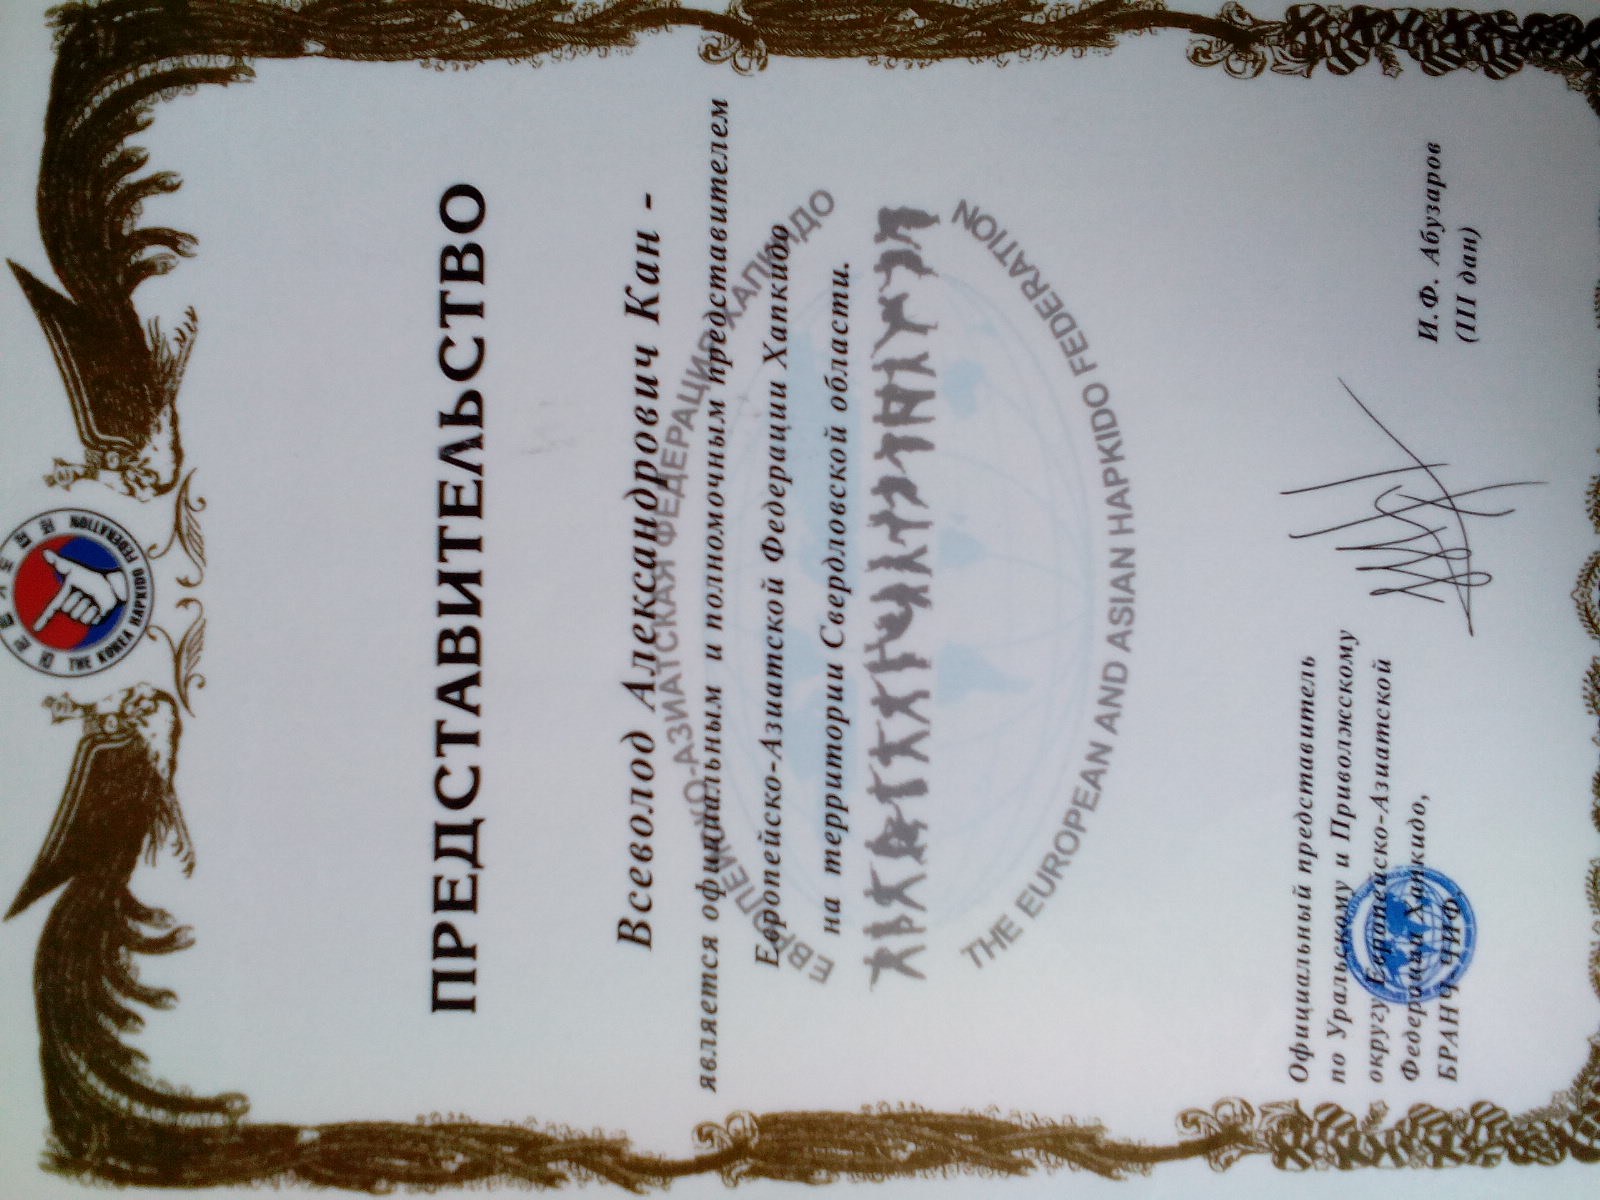 THE KOREA HAPKIDO FEDERATION
ПРЕДСТАВИТЕЛЬСТВО
Всеволод Александрович Кан -
является официальным и полномочным представителем
Европейско-Азиатской Федерации Хапкидо
на территории Свердловской области.
ЕВРОПЕЙСКО-АЗИАТСКАЯ ФЕДЕРАЦИЯ ХАПКИДО
THE EUROPEAN AND ASIAN HAPKIDO FEDERATION
Официальный представитель
по Уральскому и Приволжскому
округу Европейско-Азиатской
Федерации Хапкидо,
БРАНЧ-ЧИФ
И.Ф. Абузаров
(III дан)